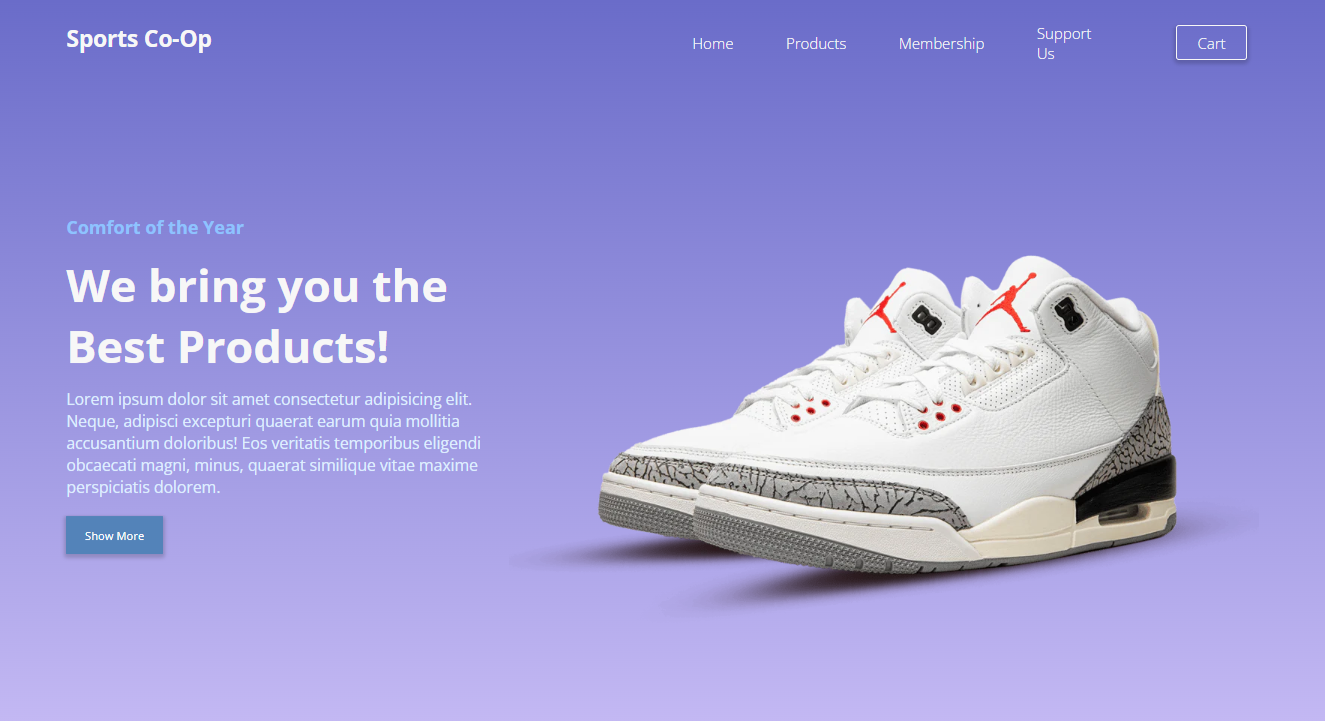 Sports Co-Op
Home
Products
Membership
Support
Us
Cart
Comfort of the Year
We bring you the
Best Products!
Lorem ipsum dolor sit amet consectetur adipisicing elit.
Neque, adipisci excepturi quaerat earum quia mollitia
accusantium doloribus! Eos veritatis temporibus eligendi
obcaecati magni, minus, quaerat similique vitae maxime
perspiciatis dolorem.
Show More